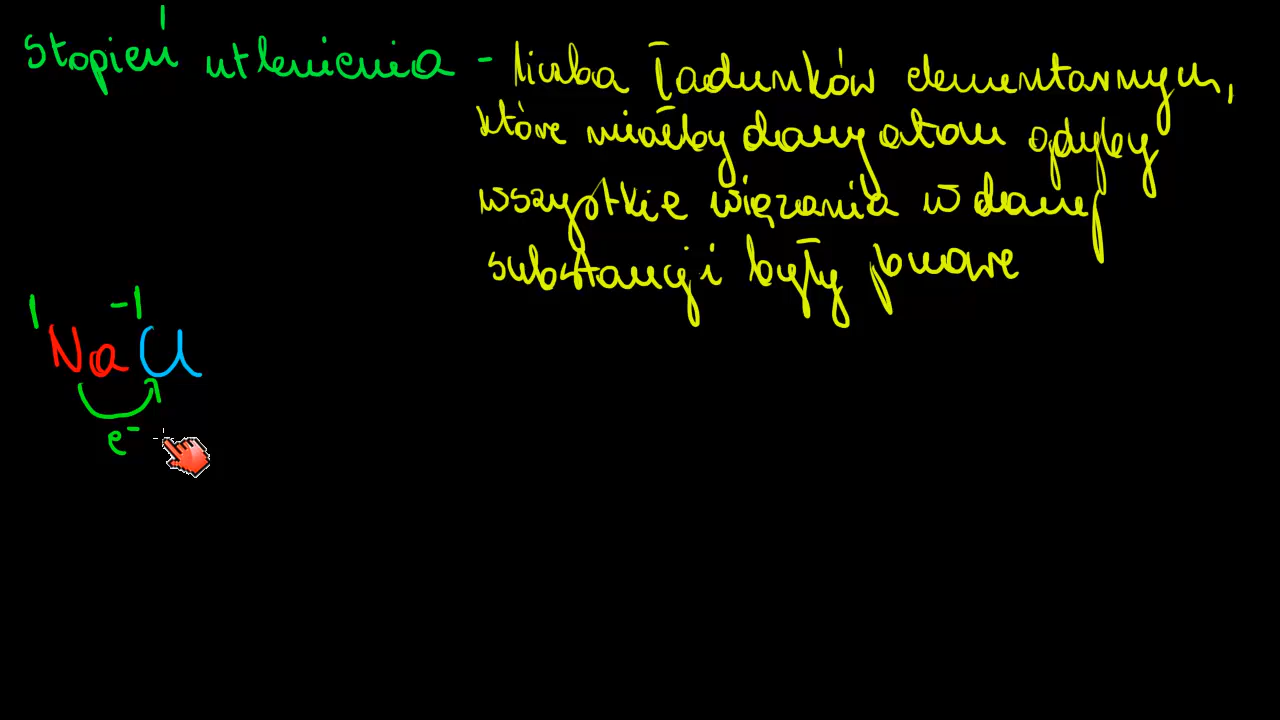 Stopień utlenienia - liczba ładunków elementarnych,
które miałby dany atom gdyby
wszystkie wiązania w danej
substancji były jonowe
1 -1
NaCl
e⁻